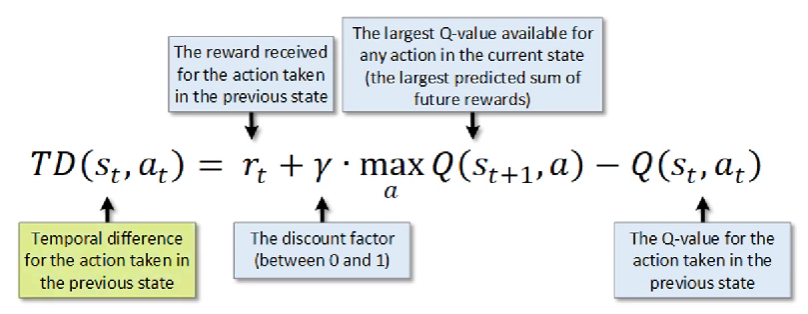 The largest Q-value available for
any action in the current state
(the largest predicted sum of
future rewards)
The reward received
for the action taken
in the previous state
TD(s_t, a_t) = r_t + γ · max_a Q(s_{t+1}, a) − Q(s_t, a_t)
Temporal difference
for the action taken in
the previous state
The discount factor
(between 0 and 1)
The Q-value for the
action taken in the
previous state